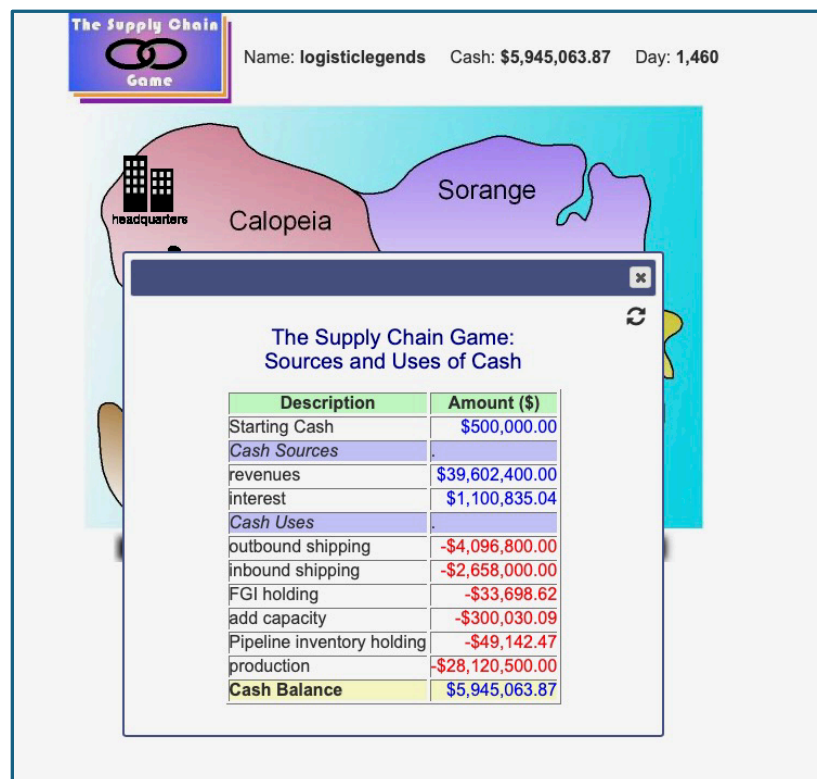 The Supply Chain
Game
Name: logisticlegends Cash: $5,945,063.87 Day: 1,460
Sorange
headquarters
Calopeia
The Supply Chain Game:
Sources and Uses of Cash
Description Amount ($)
Starting Cash $500,000.00
Cash Sources .
revenues $39,602,400.00
interest $1,100,835.04
Cash Uses .
outbound shipping -$4,096,800.00
inbound shipping -$2,658,000.00
FGI holding -$33,698.62
add capacity -$300,030.09
Pipeline inventory holding -$49,142.47
production -$28,120,500.00
Cash Balance $5,945,063.87